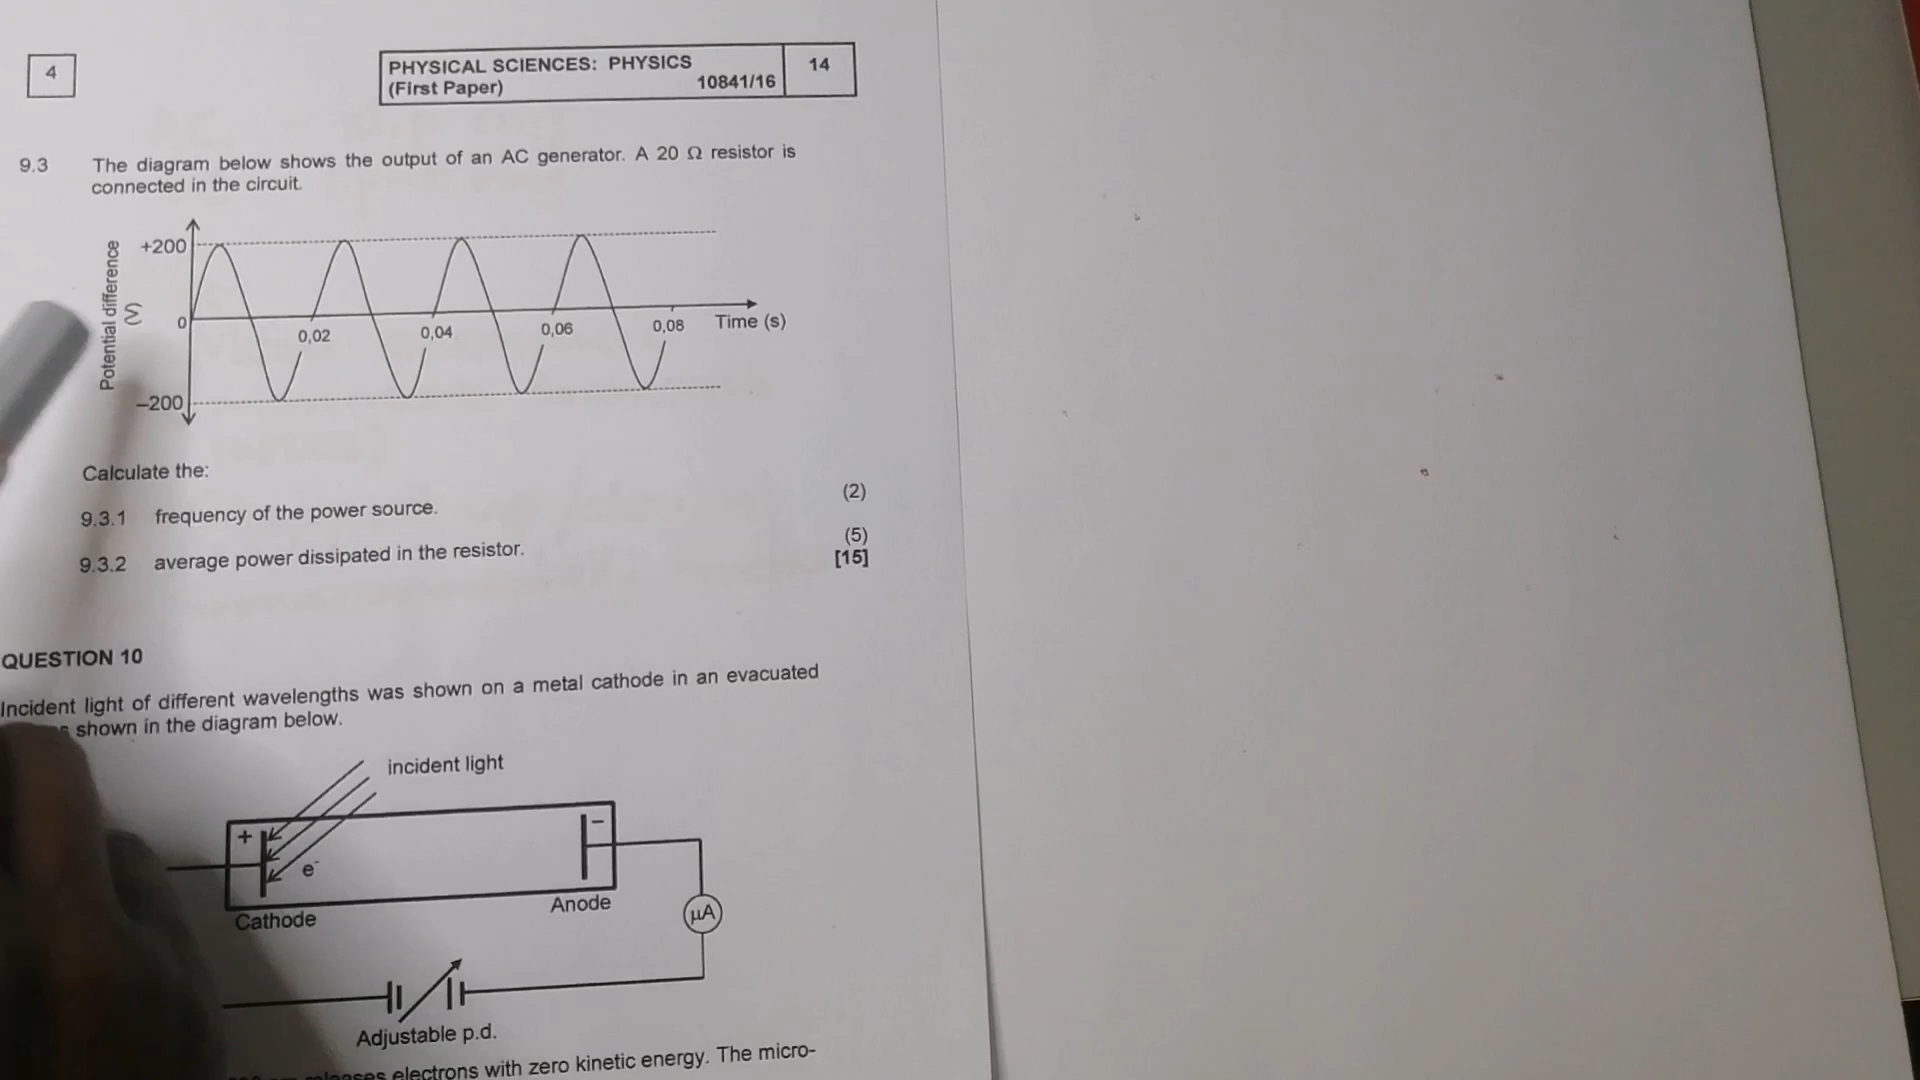 4
PHYSICAL SCIENCES: PHYSICS
(First Paper) 10841/16
14
9.3 The diagram below shows the output of an AC generator. A 20 Ω resistor is
connected in the circuit.
Potential difference
(V)
+200
0
–200
0,02
0,04
0,06
0,08
Time (s)
Calculate the:
9.3.1 frequency of the power source. (2)
9.3.2 average power dissipated in the resistor. (5)
[15]
QUESTION 10
Incident light of different wavelengths was shown on a metal cathode in an evacuated
shown in the diagram below.
incident light
+
–
e⁻
Cathode
Anode
µA
Adjustable p.d.
electrons with zero kinetic energy. The micro-